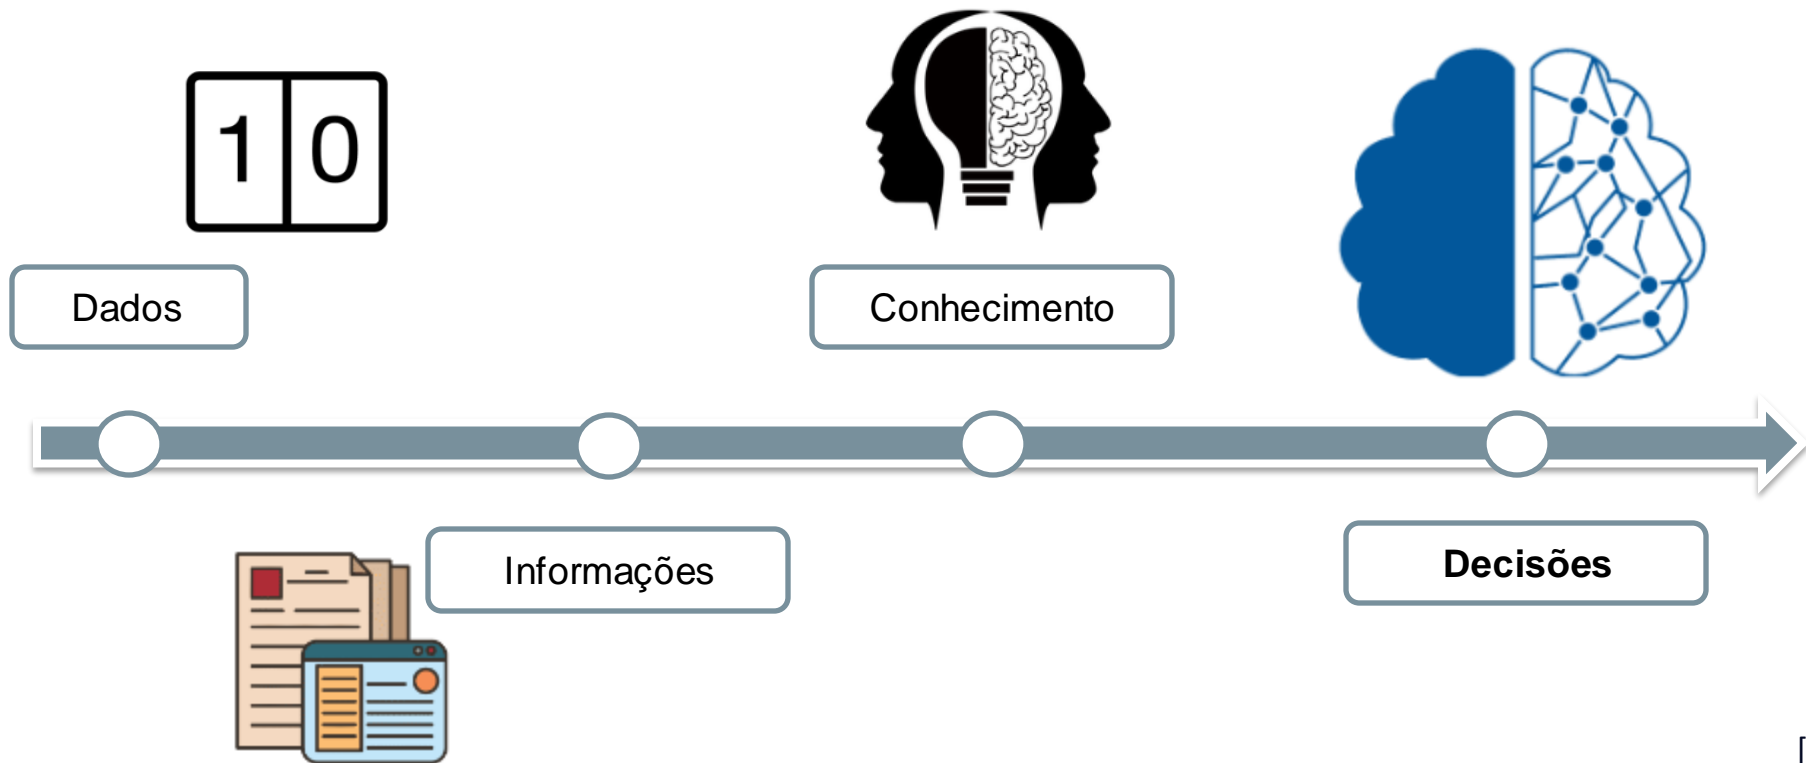 1 0
Dados
Conhecimento
Informações
Decisões
[